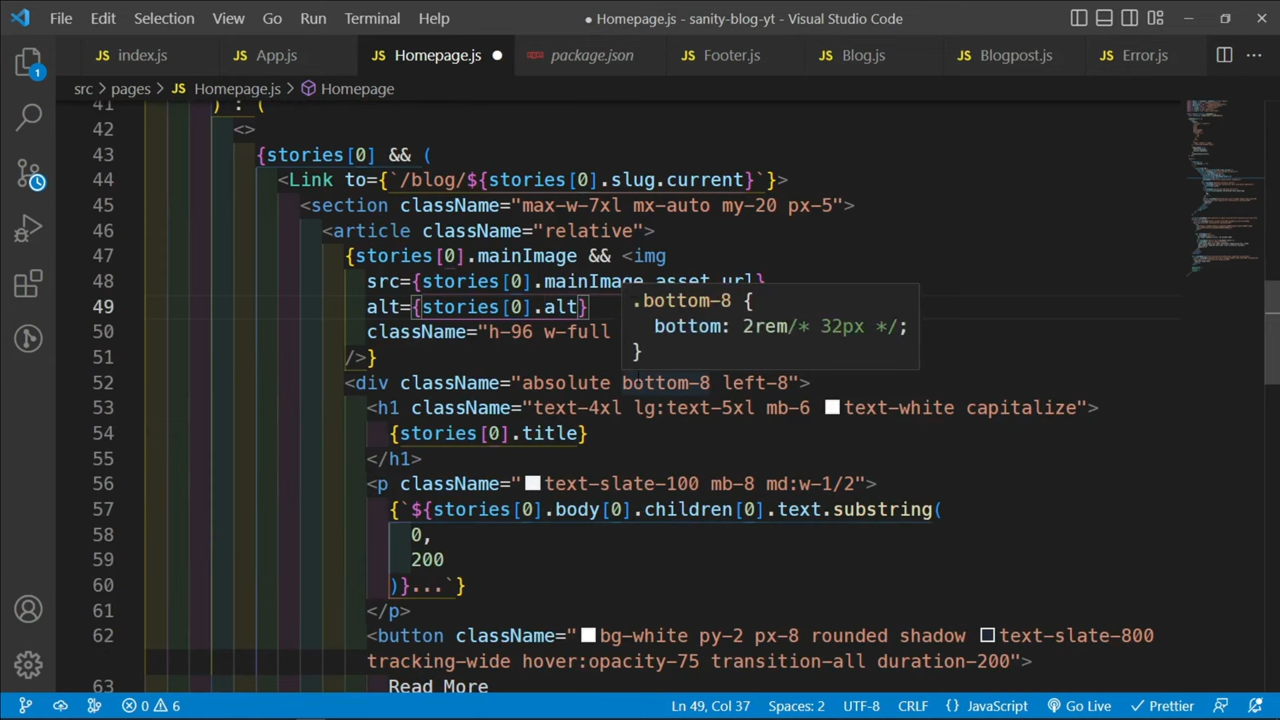 File Edit Selection View Go Run Terminal Help
● Homepage.js - sanity-blog-yt - Visual Studio Code
JS index.js
JS App.js
JS Homepage.js ●
package.json
JS Footer.js
JS Blog.js
JS Blogpost.js
JS Error.js
src > pages > JS Homepage.js > Homepage
41 ) : (
42 <>
43 {stories[0] && (
44 <Link to={`/blog/${stories[0].slug.current}`}>
45 <section className="max-w-7xl mx-auto my-20 px-5">
46 <article className="relative">
47 {stories[0].mainImage && <img
48 src={stories[0].mainImage.asset.url}
49 alt={stories[0].alt}
50 className="h-96 w-full
.bottom-8 {
bottom: 2rem/* 32px */;
}
51 />}
52 <div className="absolute bottom-8 left-8">
53 <h1 className="text-4xl lg:text-5xl mb-6 text-white capitalize">
54 {stories[0].title}
55 </h1>
56 <p className="text-slate-100 mb-8 md:w-1/2">
57 {`${stories[0].body[0].children[0].text.substring(
58 0,
59 200
60 )}...`}
61 </p>
62 <button className="bg-white py-2 px-8 rounded shadow text-slate-800
tracking-wide hover:opacity-75 transition-all duration-200">
63 Read More
1
0 6
Ln 49, Col 37 Spaces: 2 UTF-8 CRLF {} JavaScript Go Live Prettier